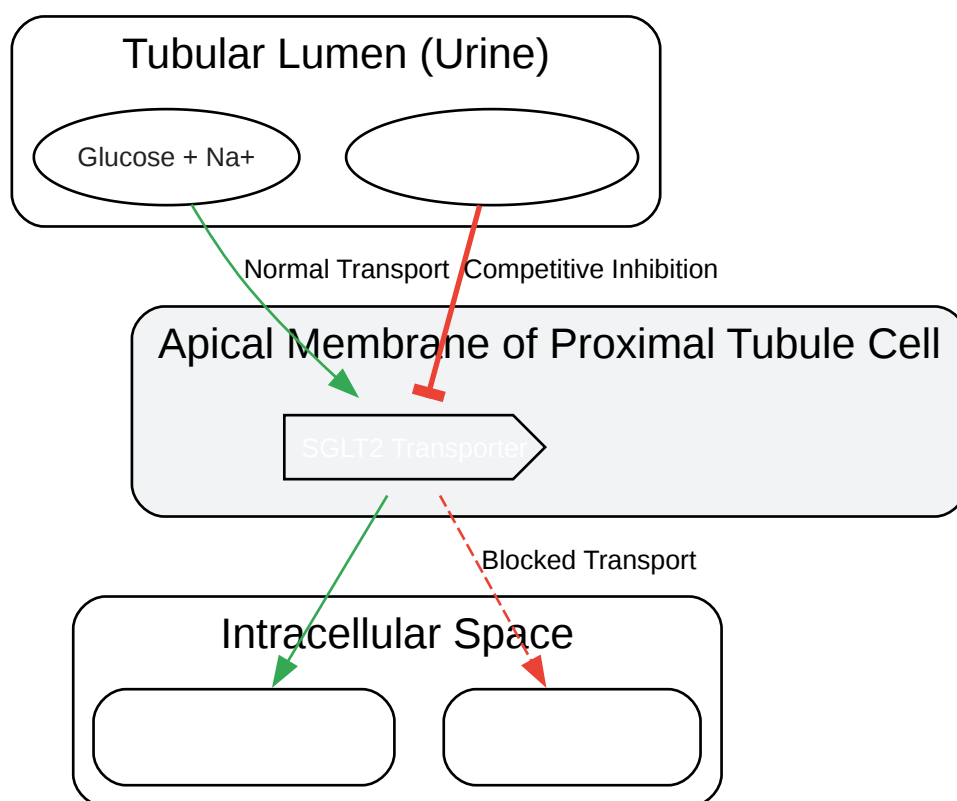 Tubular Lumen (Urine)
Glucose + Na+
Normal Transport
Competitive Inhibition
Apical Membrane of Proximal Tubule Cell
SGLT2 Transporter
Blocked Transport
Intracellular Space